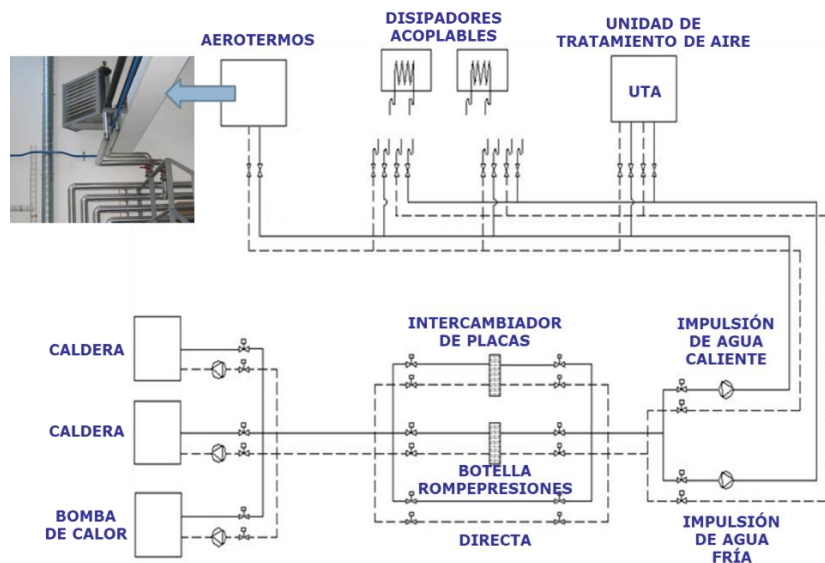 DISIPADORES
ACOPLABLES
UNIDAD DE
TRATAMIENTO DE AIRE
AEROTERMOS
UTA
CALDERA
INTERCAMBIADOR
DE PLACAS
IMPULSIÓN
DE AGUA
CALIENTE
CALDERA
BOTELLA
ROMPEPRESIONES
BOMBA
DE CALOR
DIRECTA
IMPULSIÓN
DE AGUA
FRÍA